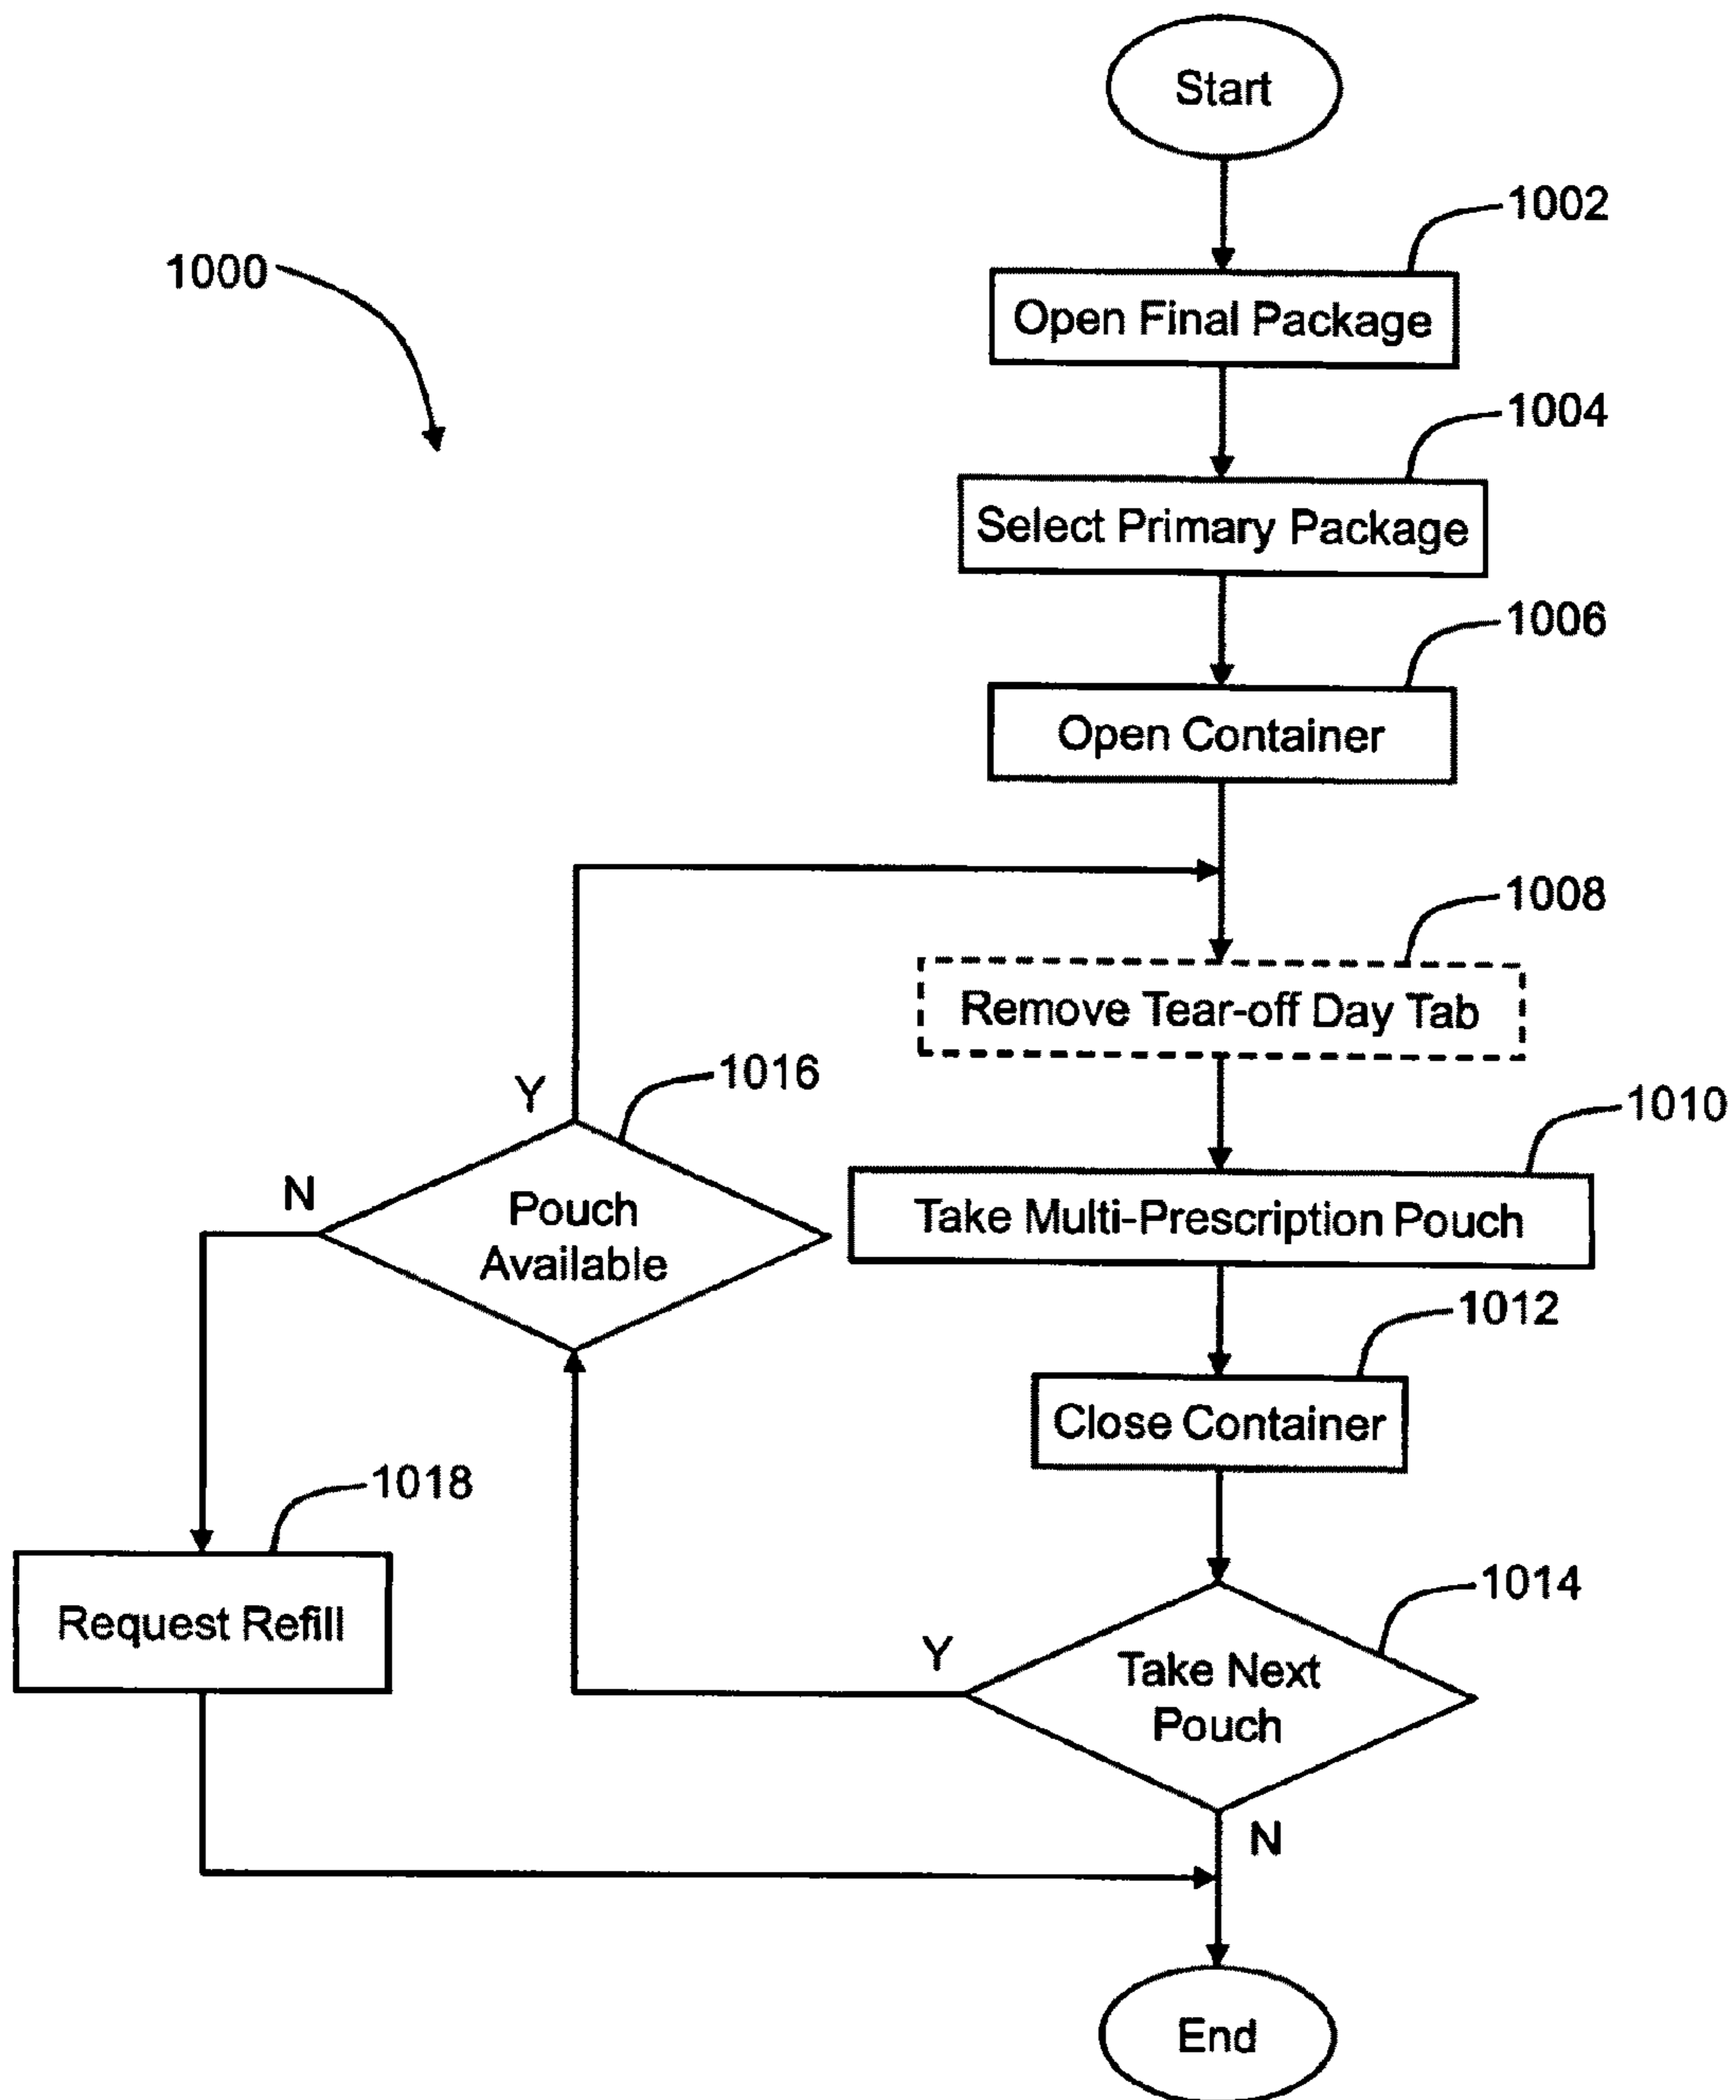 Start
1002
1000
Open Final Package
1004
Select Primary Package
1006
Open Container
1008
Remove Tear-off Day Tab
1016
Y
1010
N
Pouch
Available
Take Multi-Prescription Pouch
1012
Close Container
1018
1014
Request Refill
Y
Take Next
Pouch
N
End